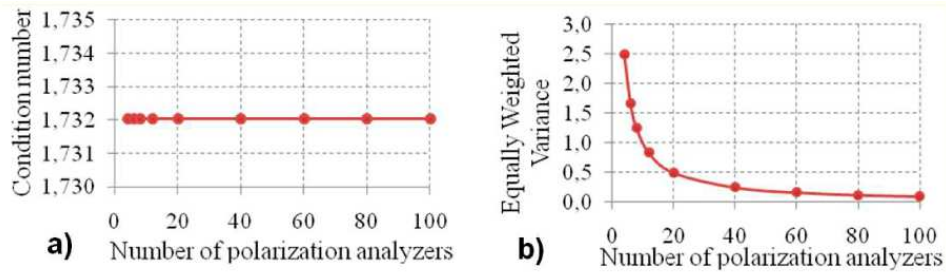 Condition number
1,735
1,734
1,733
1,732
1,731
1,730
0 20 40 60 80 100
a) Number of polarization analyzers
Equally Weighted
Variance
3,0
2,5
2,0
1,5
1,0
0,5
0,0
0 20 40 60 80 100
b) Number of polarization analyzers